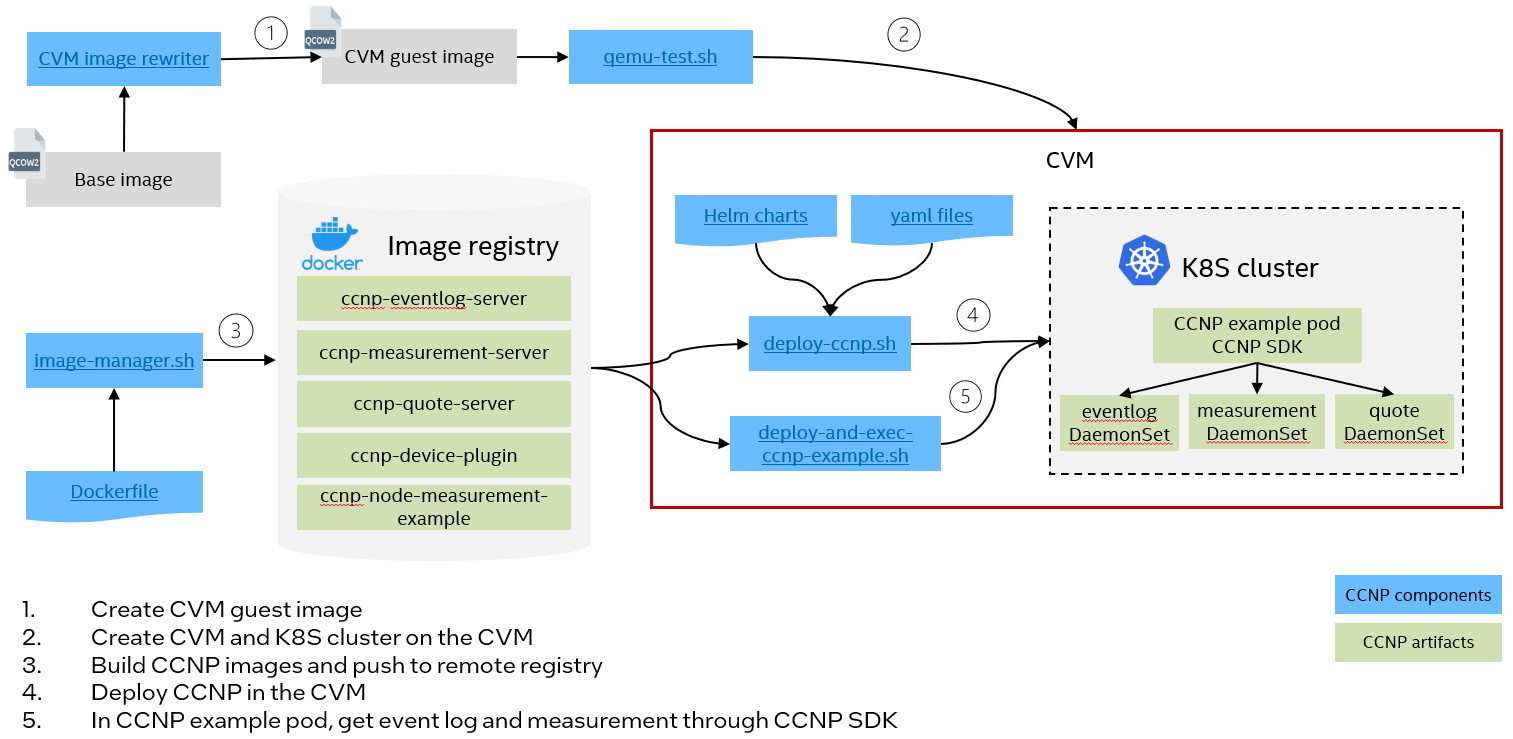 1
QCOW2
CVM image rewriter
CVM guest image
qemu-test.sh
2
QCOW2
Base image
CVM
Helm charts
yaml files
docker
Image registry
K8S cluster
ccnp-eventlog-server
ccnp-measurement-server
ccnp-quote-server
ccnp-device-plugin
ccnp-node-measurement-
example
3
image-manager.sh
Dockerfile
deploy-ccnp.sh
4
deploy-and-exec-
ccnp-example.sh
5
CCNP example pod
CCNP SDK
eventlog
DaemonSet
measurement
DaemonSet
quote
DaemonSet
1. Create CVM guest image
2. Create CVM and K8S cluster on the CVM
3. Build CCNP images and push to remote registry
4. Deploy CCNP in the CVM
5. In CCNP example pod, get event log and measurement through CCNP SDK
CCNP components
CCNP artifacts